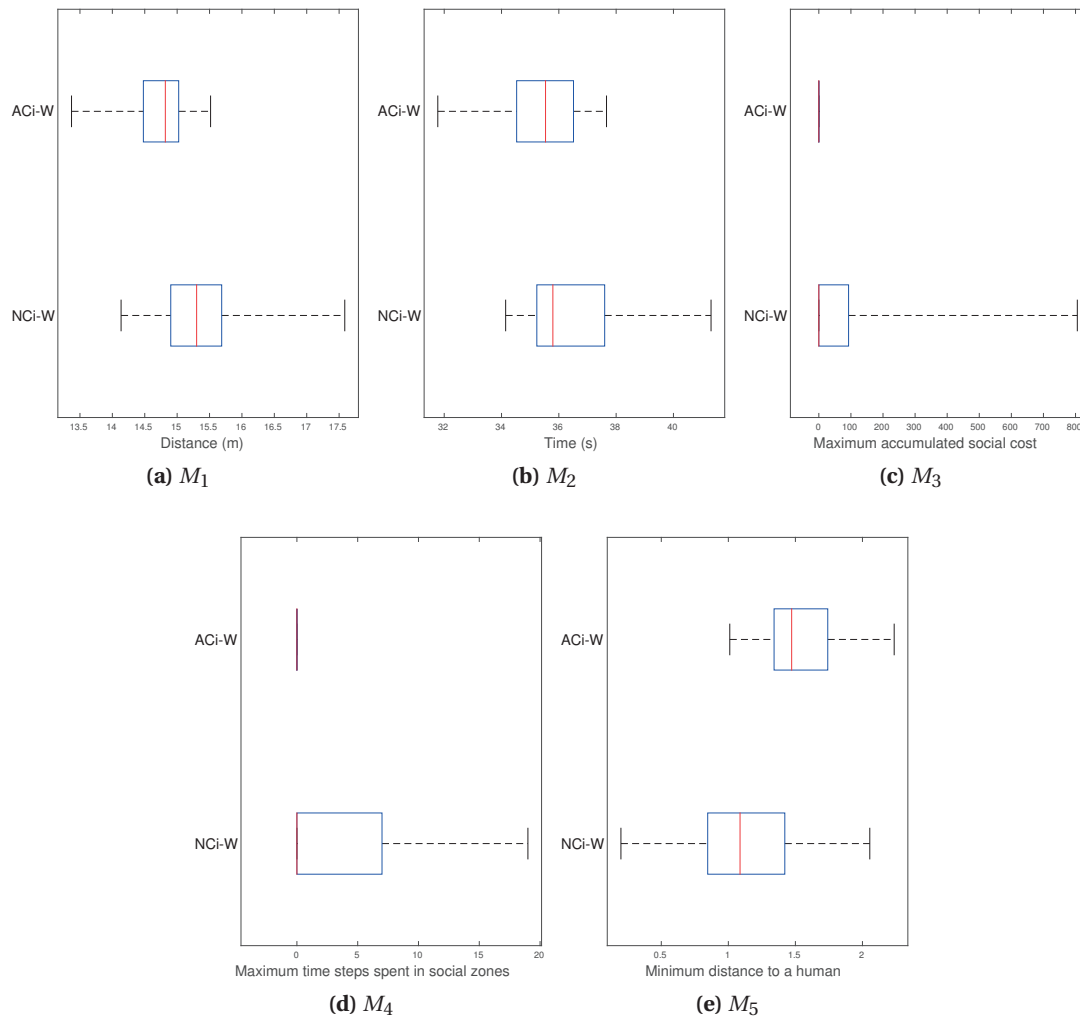 ACi-W
NCi-W
13.5 14 14.5 15 15.5 16 16.5 17 17.5
Distance (m)
(a) M1
ACi-W
NCi-W
32 34 36 38 40
Time (s)
(b) M2
ACi-W
NCi-W
0 100 200 300 400 500 600 700 800
Maximum accumulated social cost
(c) M3
ACi-W
NCi-W
0 5 10 15 20
Maximum time steps spent in social zones
(d) M4
ACi-W
NCi-W
0.5 1 1.5 2
Minimum distance to a human
(e) M5